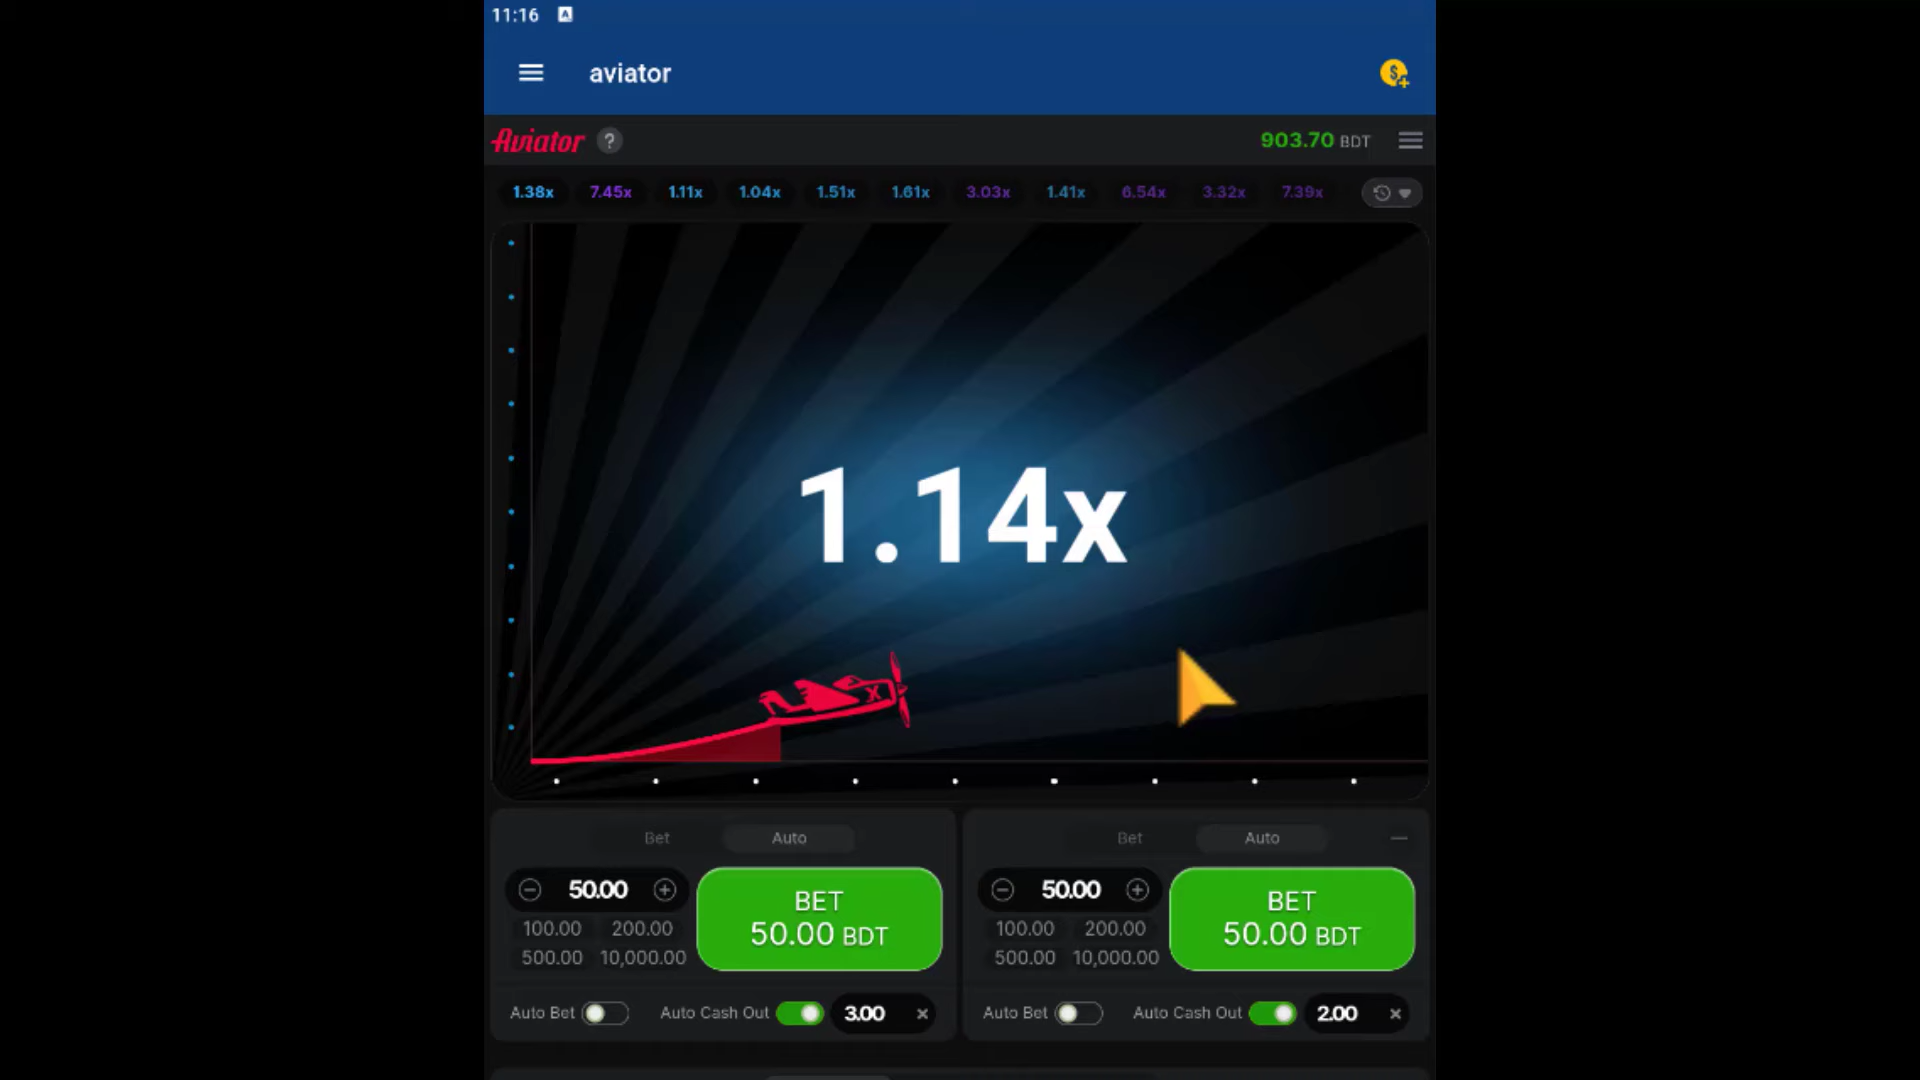 11:16 A
aviator
Aviator ? 903.70 BDT
1.38x 7.45x 1.11x 1.04x 1.51x 1.61x 3.03x 1.41x 6.54x 3.32x 7.39x
1.14x
X
Bet Auto
50.00
100.00 200.00
500.00 10,000.00
BET
50.00 BDT
Auto Bet Auto Cash Out 3.00
Bet Auto
50.00
100.00 200.00
500.00 10,000.00
BET
50.00 BDT
Auto Bet Auto Cash Out 2.00